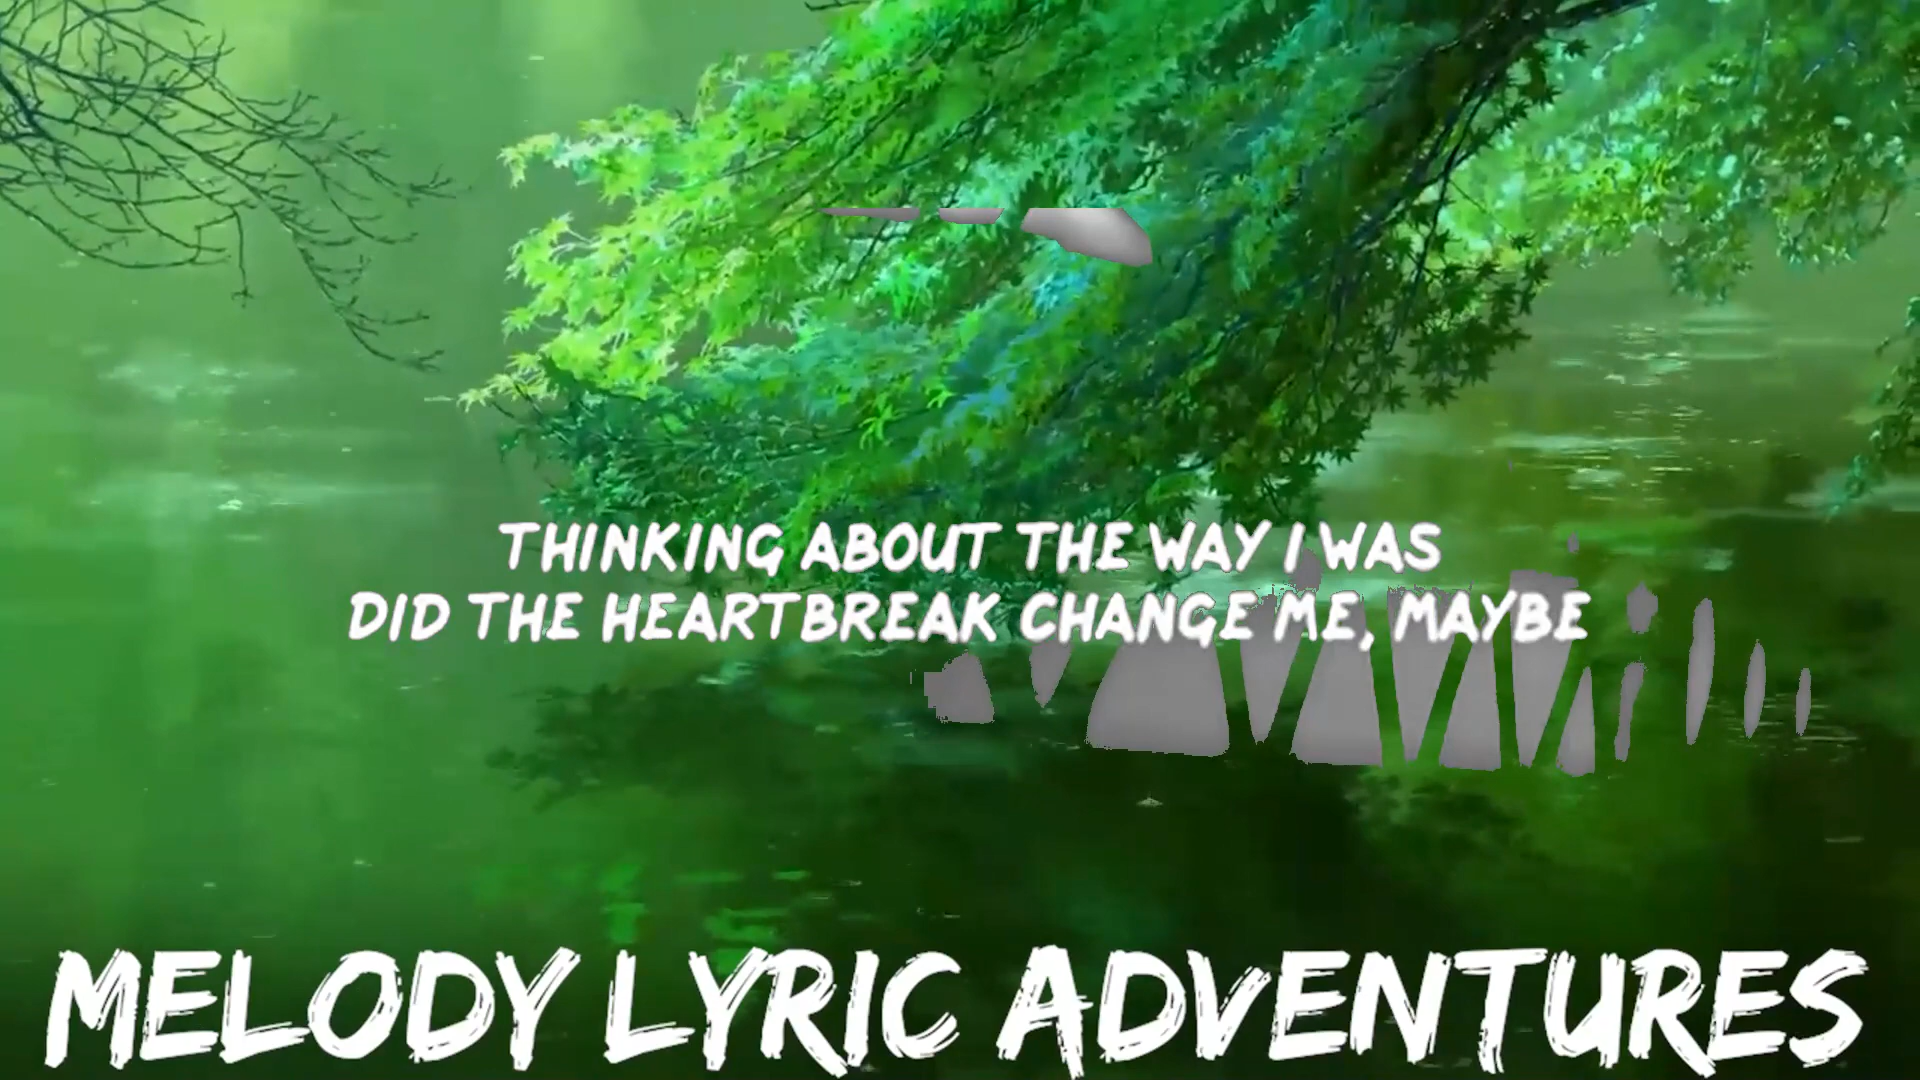 THINKING ABOUT THE WAY I WAS
DID THE HEARTBREAK CHANGE ME, MAYBE
MELODY LYRIC ADVENTURES